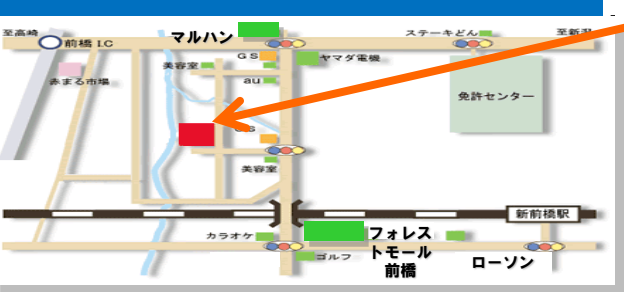 至高崎
前橋 I.C
マルハン
ステーキどん
至新潟
GS
ヤマダ電機
美容室
au
赤まる市場
免許センター
GS
美容室
新前橋駅
カラオケ
フォレス
トモール
前橋
ゴルフ
ローソン